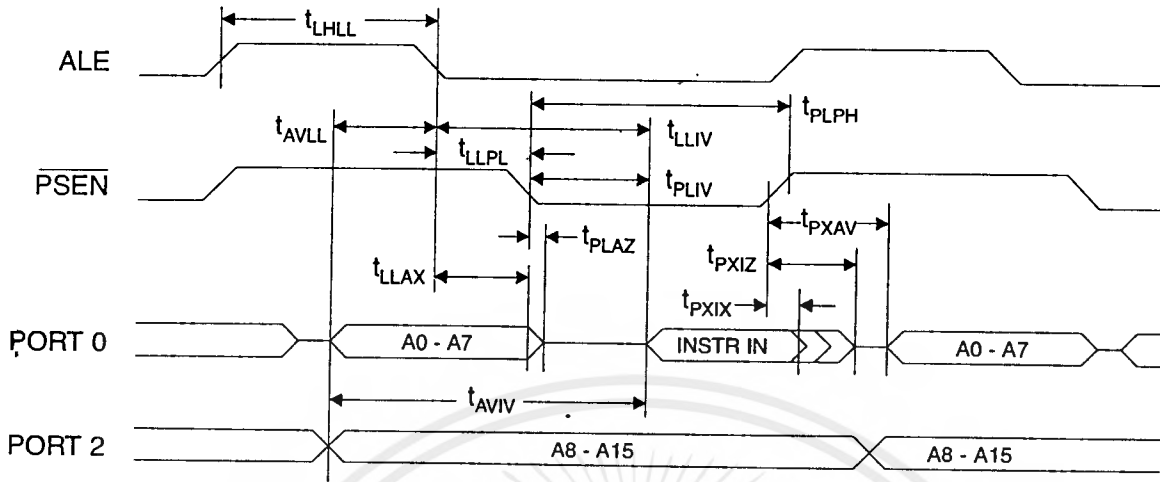 tLHLL
ALE
tPLPH
tAVLL
tLLIV
tLLPL
PSEN
tPLIV
tPXAV
tPLAZ
tPXIZ
tLLAX
tPXIX
PORT 0
A0 - A7
INSTR IN
A0 - A7
tAVIV
PORT 2
A8 - A15
A8 - A15